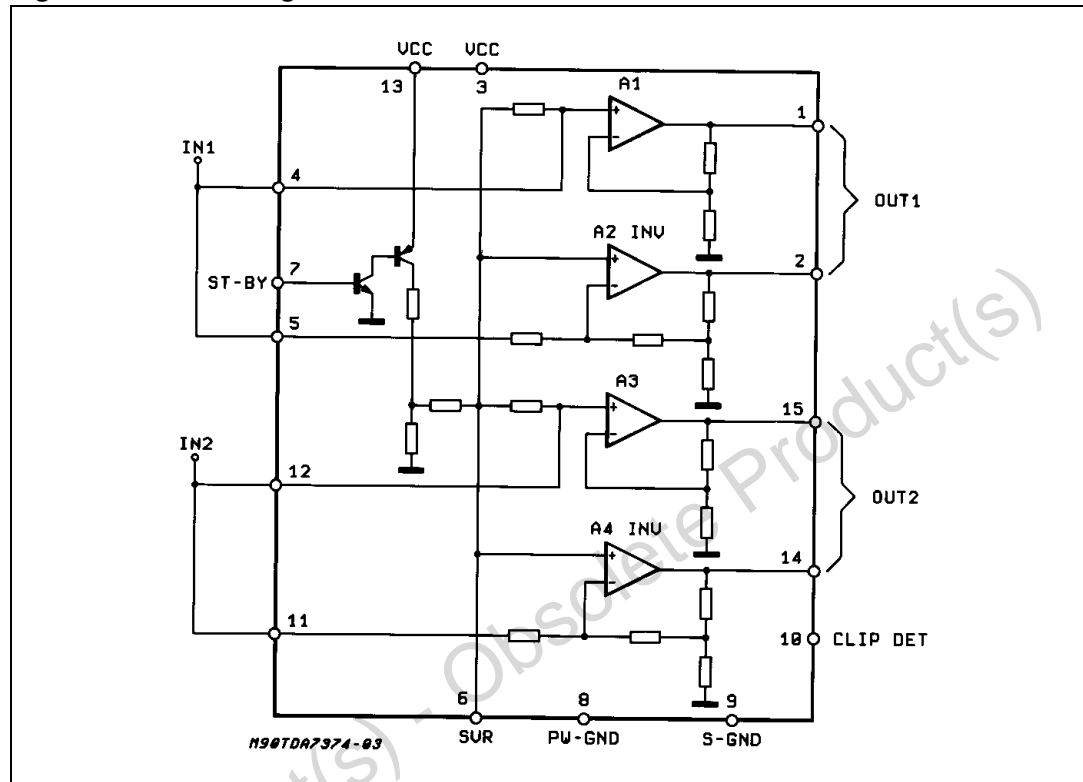 VCC VCC
13 3
A1
1
IN1
4
OUT1
A2 INV
2
7
ST-BY
5
A3
15
IN2
12
OUT2
A4 INV
14
11
10 CLIP DET
6 8 9
SVR PW-GND S-GND
M90TDA7374-03
Obsolete Product(s)
ct(s) -